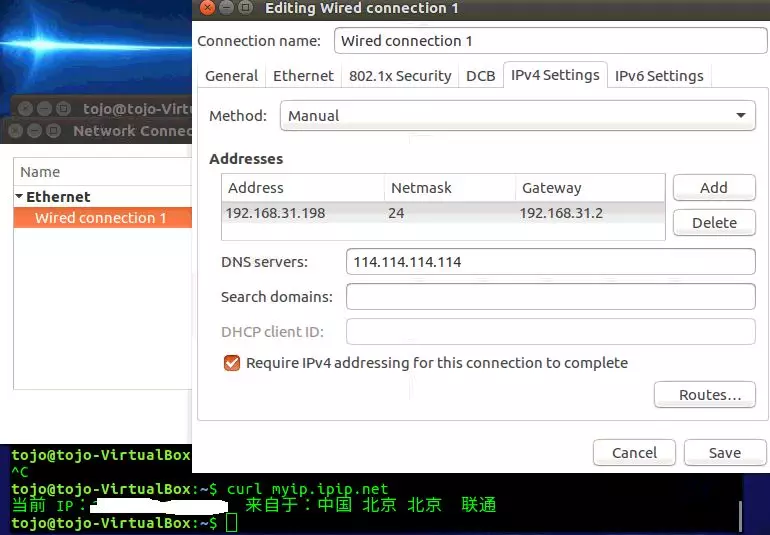 Editing Wired connection 1
Connection name: Wired connection 1
General Ethernet 802.1x Security DCB IPv4 Settings IPv6 Settings
tojo@tojo-Virtu
Method: Manual
Network Connec
Addresses
Name
Address Netmask Gateway Add
Ethernet
192.168.31.198 24 192.168.31.2
Wired connection 1
Delete
DNS servers: 114.114.114.114
Search domains:
DHCP client ID:
Require IPv4 addressing for this connection to complete
Routes...
Cancel Save
tojo@tojo-VirtualBox:
^C
tojo@tojo-VirtualBox:~$ curl myip.ipip.net
当前 IP： 来自于：中国 北京 北京 联通
tojo@tojo-VirtualBox:~$